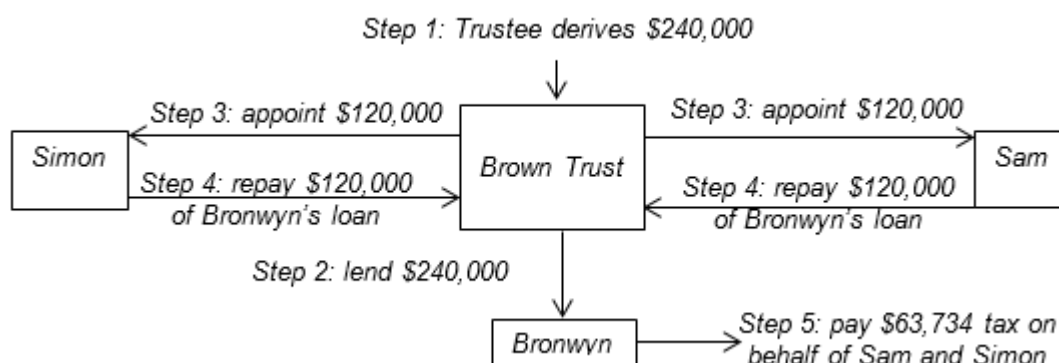 Step 1: Trustee derives $240,000
Step 3: appoint $120,000
Step 3: appoint $120,000
Simon
Brown Trust
Sam
Step 4: repay $120,000
of Bronwyn's loan
Step 4: repay $120,000
of Bronwyn's loan
Step 2: lend $240,000
Bronwyn
Step 5: pay $63,734 tax on
behalf of Sam and Simon